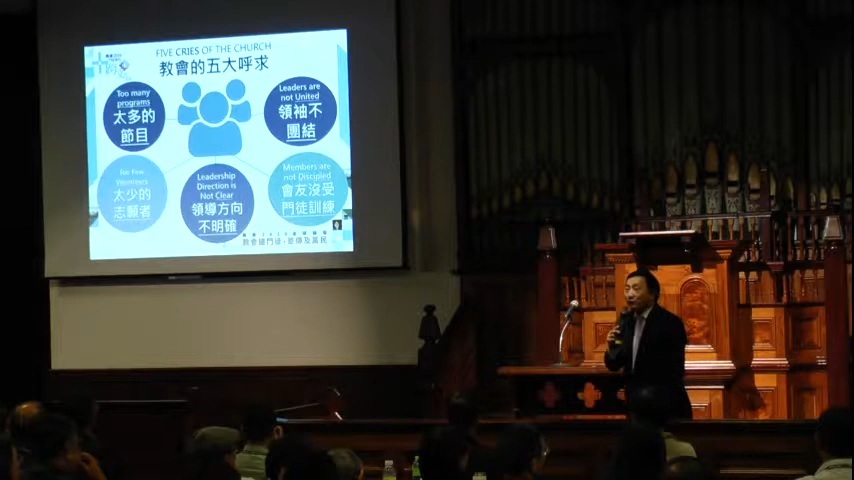 FIVE CRIES OF THE CHURCH
教會的五大呼求
Too many
programs
太多的
節目
Leaders are
not United
領袖不
團結
Too Few
Volunteers
太少的
志願者
Leadership
Direction is
Not Clear
領導方向
不明確
Members are
not Discipled
會友沒受
門徒訓練
教會建門徒